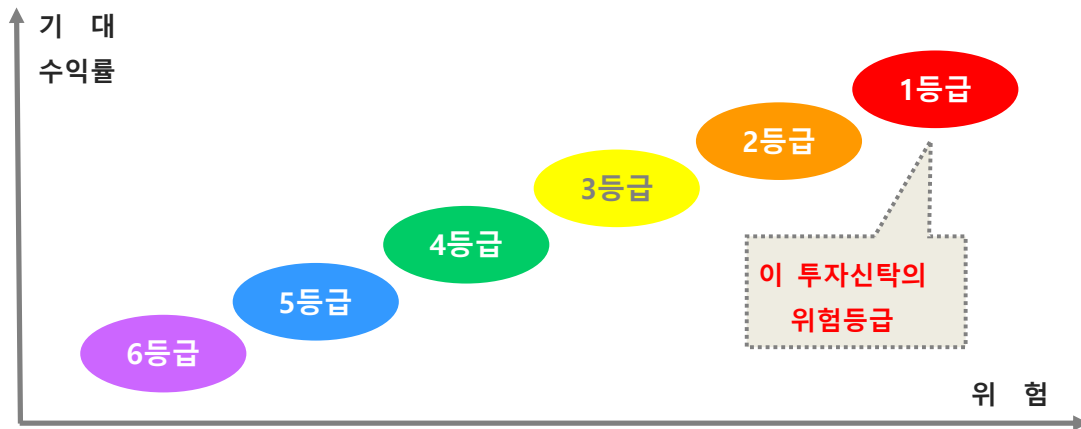 기 대
수익률
1등급
2등급
3등급
4등급
5등급
6등급
이 투자신탁의
위험등급
위 험